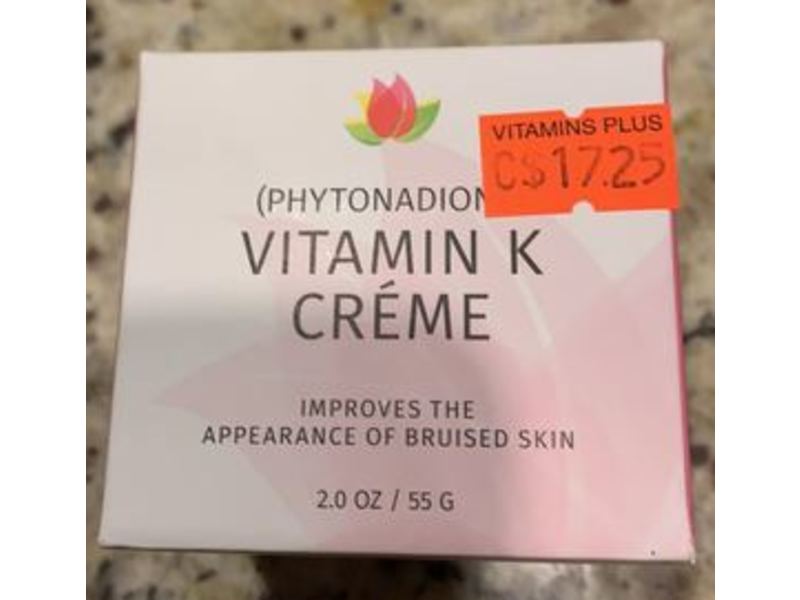 VITAMINS PLUS
C$17.25
(PHYTONADION
VITAMIN K
CRÉME
IMPROVES THE
APPEARANCE OF BRUISED SKIN
2.0 OZ / 55 G